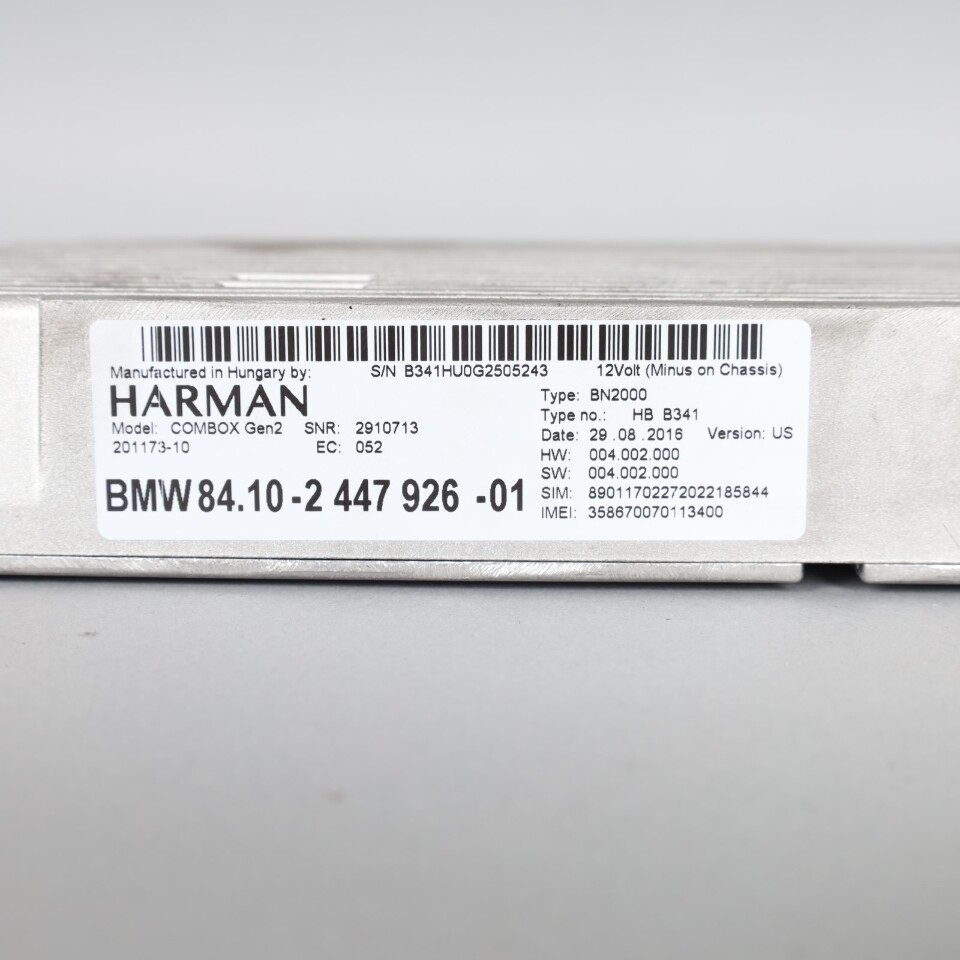 Manufactured in Hungary by: S/N B341HU0G2505243 12Volt (Minus on Chassis)
HARMAN
Model: COMBOX Gen2 SNR: 2910713
201173-10 EC: 052
BMW 84.10 -2 447 926 -01
Type: BN2000
Type no.: HB B341
Date: 29 .08 .2016 Version: US
HW: 004.002.000
SW: 004.002.000
SIM: 89011702272022185844
IMEI: 358670070113400